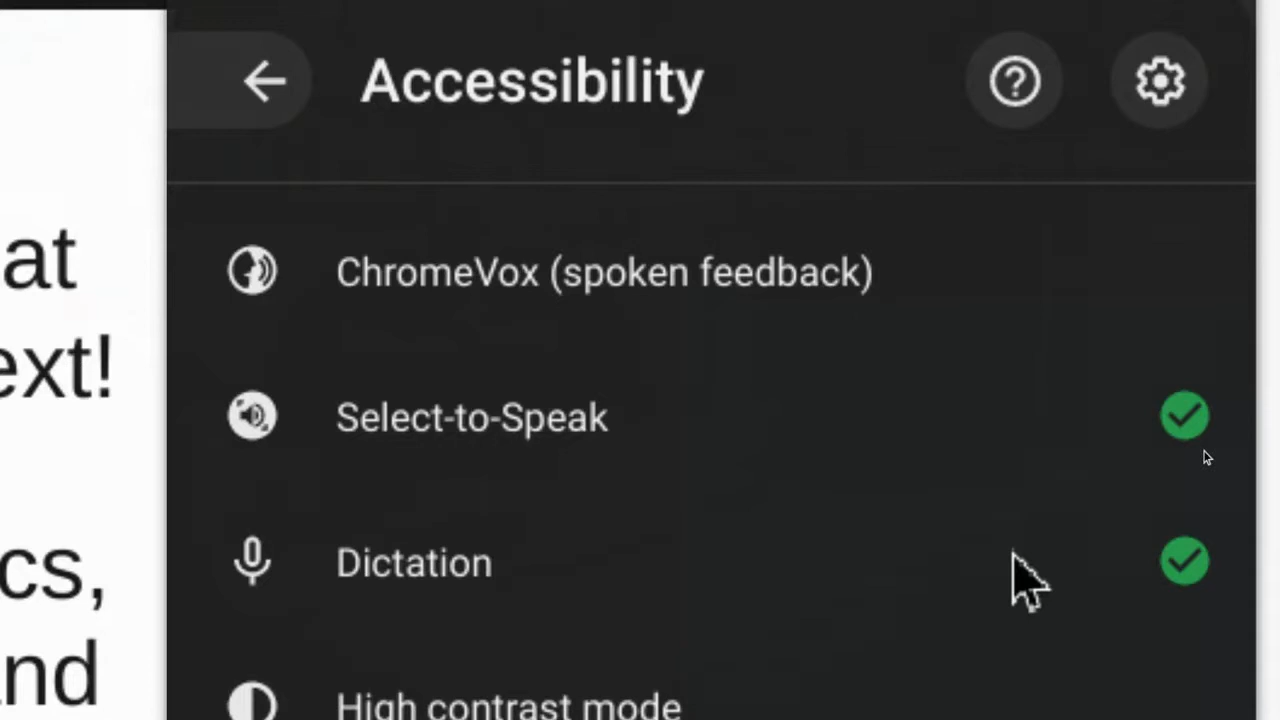 Accessibility
at
ChromeVox (spoken feedback)
ext!
Select-to-Speak
cs,
Dictation
nd
High contrast mode